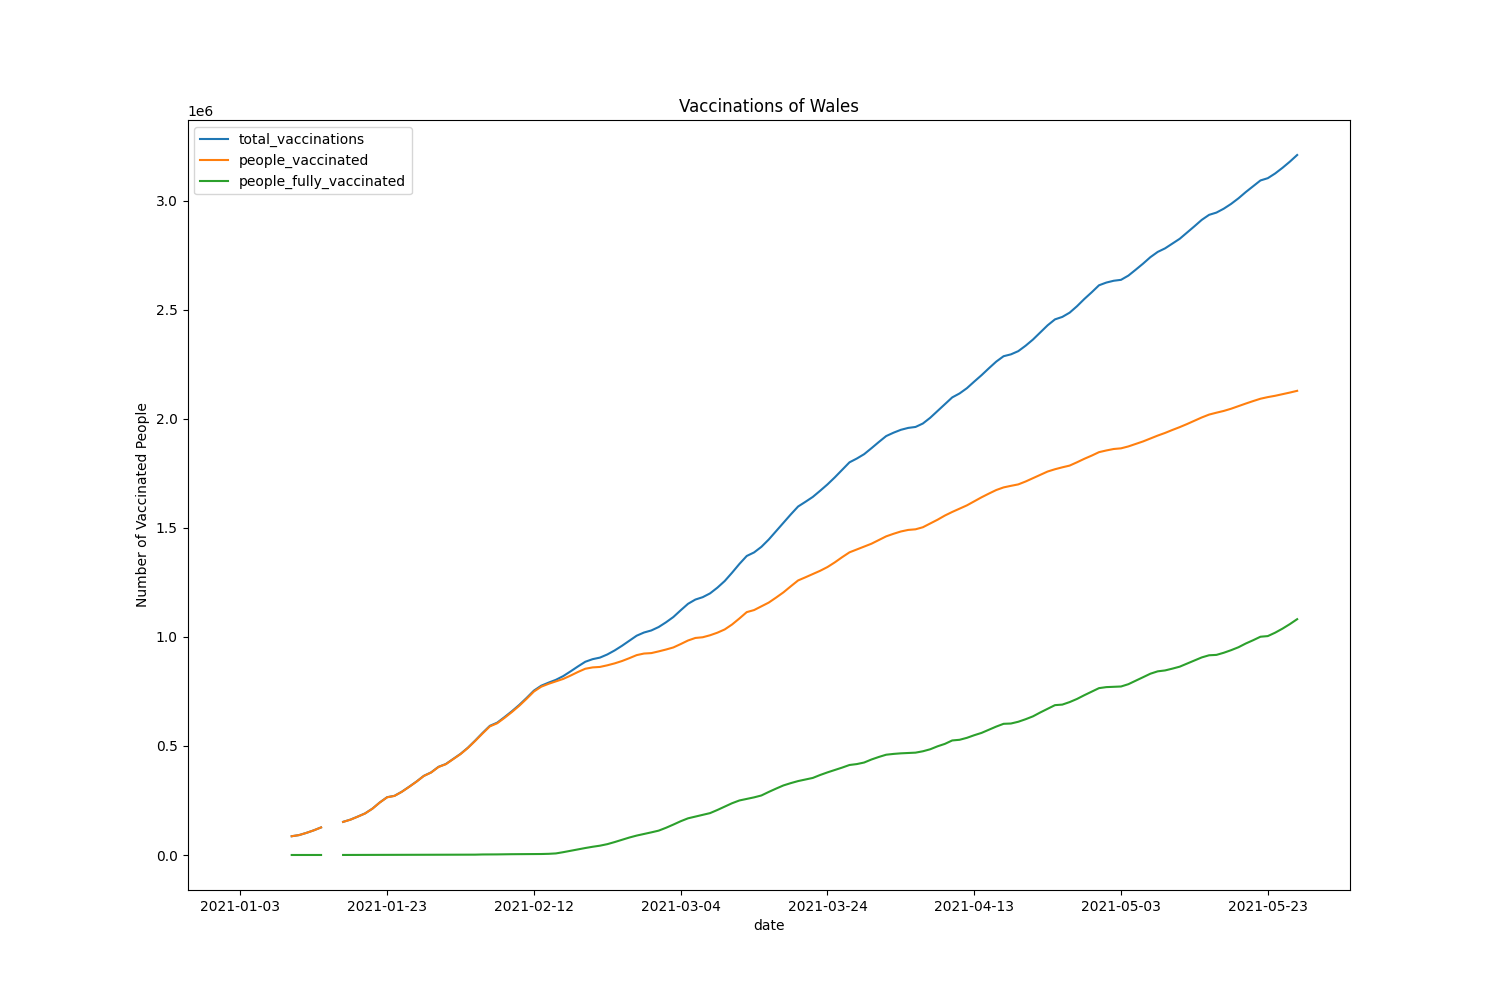 Vaccinations of Wales
1e6
total_vaccinations
people_vaccinated
people_fully_vaccinated
3.0
2.5
2.0
1.5
1.0
0.5
0.0
Number of Vaccinated People
2021-01-03 2021-01-23 2021-02-12 2021-03-04 2021-03-24 2021-04-13 2021-05-03 2021-05-23
date